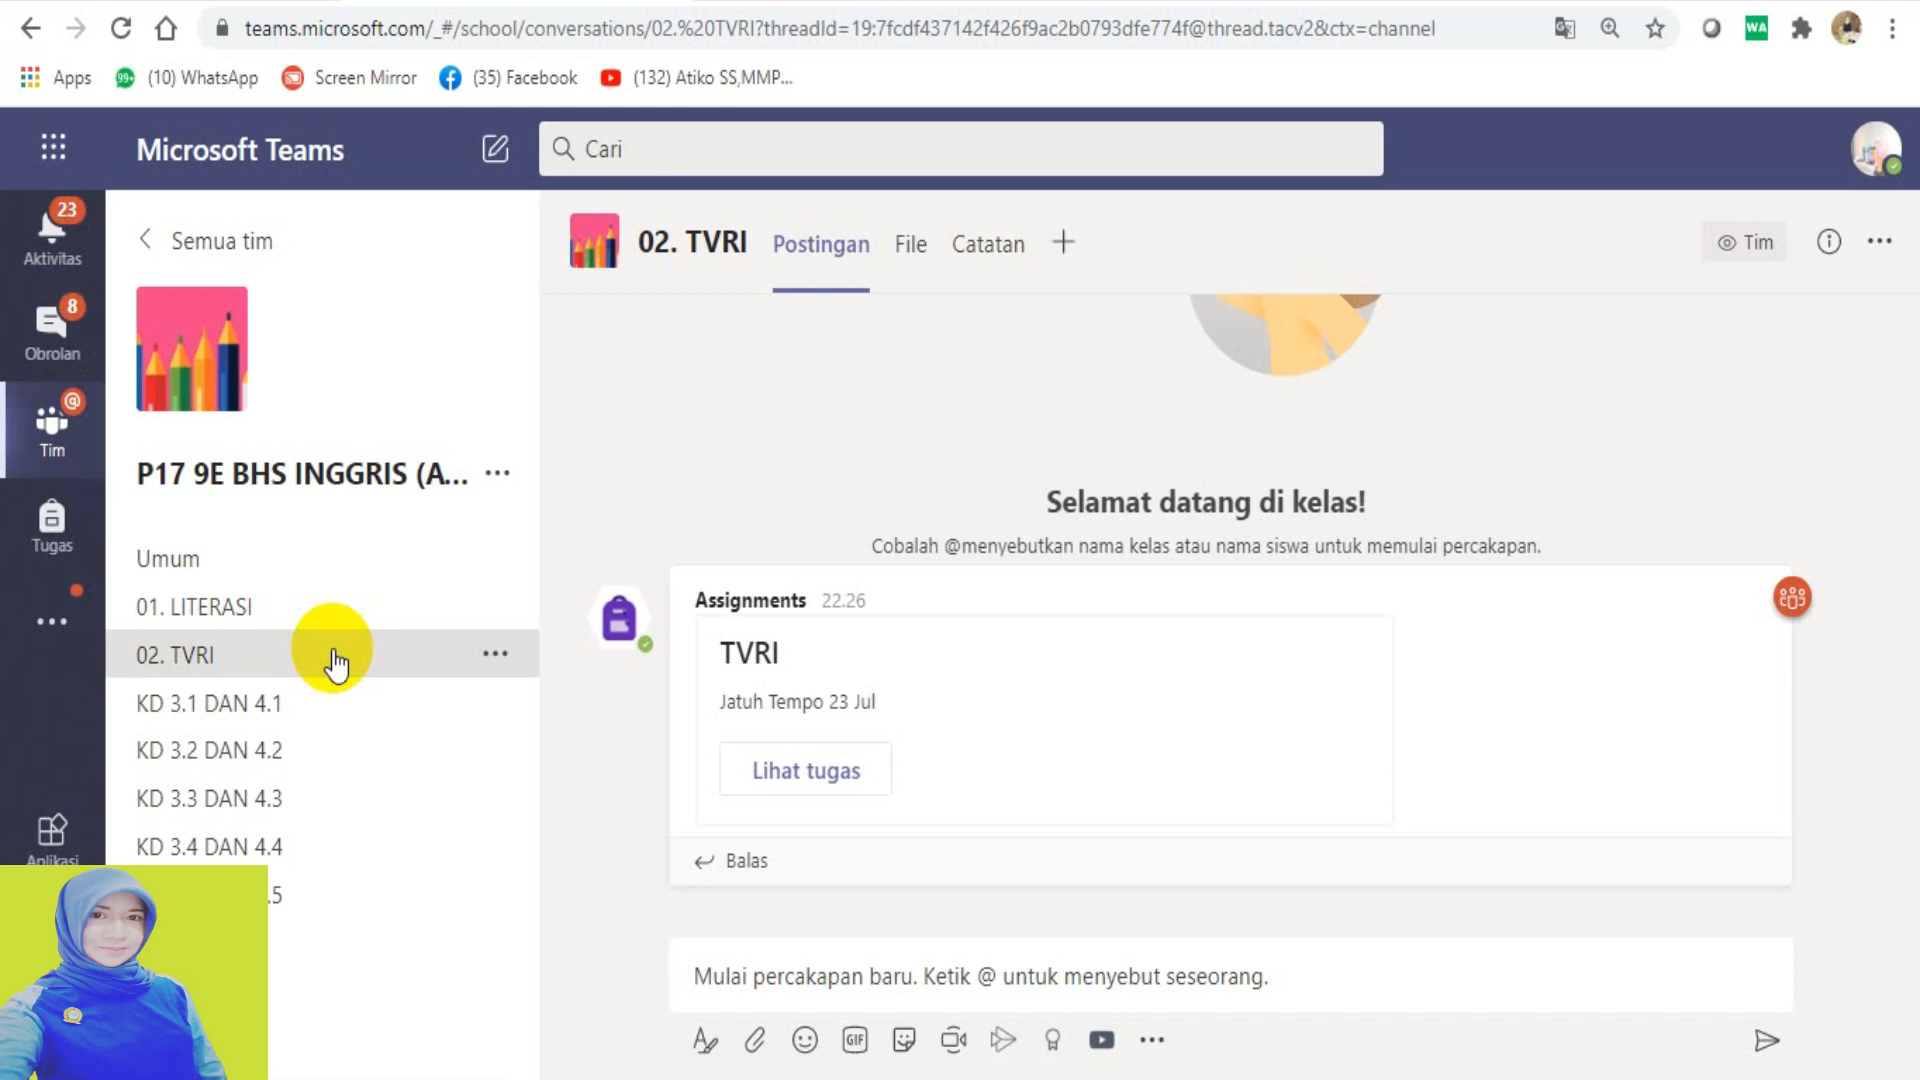 teams.microsoft.com/_#/school/conversations/02.%20TVRI?threadId=19:7fcdf437142f426f9ac2b0793dfe774f@thread.tacv2&ctx=channel
WA
Apps
99+
(10) WhatsApp
Screen Mirror
(35) Facebook
(132) Atiko SS,MMP...
Microsoft Teams
Cari
23
Aktivitas
8
Obrolan
@
Tim
Tugas
Aplikasi
Semua tim
P17 9E BHS INGGRIS (A...
Umum
01. LITERASI
02. TVRI
KD 3.1 DAN 4.1
KD 3.2 DAN 4.2
KD 3.3 DAN 4.3
KD 3.4 DAN 4.4
.5
02. TVRI
Postingan
File
Catatan
Tim
Selamat datang di kelas!
Cobalah @menyebutkan nama kelas atau nama siswa untuk memulai percakapan.
Assignments 22.26
TVRI
Jatuh Tempo 23 Jul
Lihat tugas
Balas
Mulai percakapan baru. Ketik @ untuk menyebut seseorang.
GIF